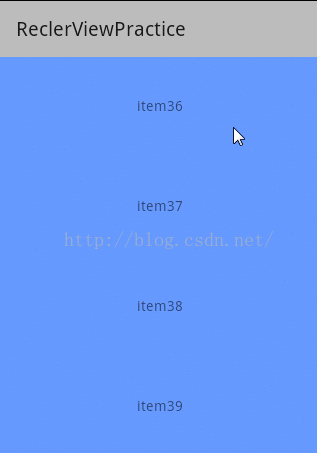 ReclerViewPractice
item36
item37
http://blog.csdn.net/
item38
item39